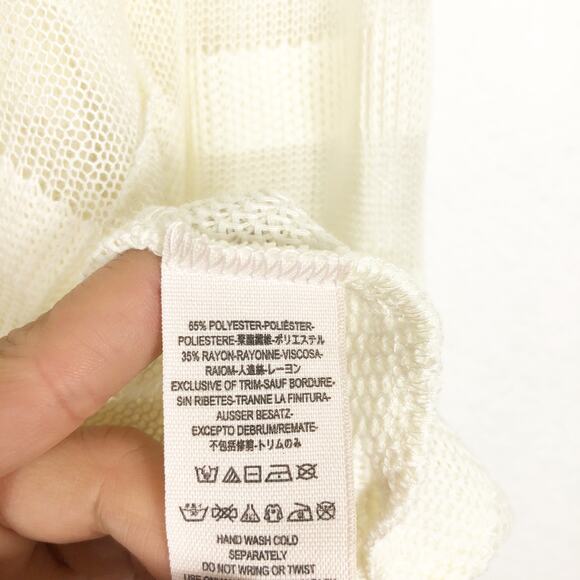 65% POLYESTER-POLIÉSTER-
POLIESTERE-聚酯纖維-ポリエステル
35% RAYON-RAYONNE-VISCOSA-
RAIOM-人造絲-レーヨン
EXCLUSIVE OF TRIM-SAUF BORDURE-
SIN RIBETES-TRANNE LA FINITURA-
AUSSER BESATZ-
EXCEPTO DEBRUM/REMATE-
不包括修剪-トリムのみ
HAND WASH COLD
SEPARATELY
DO NOT WRING OR TWIST